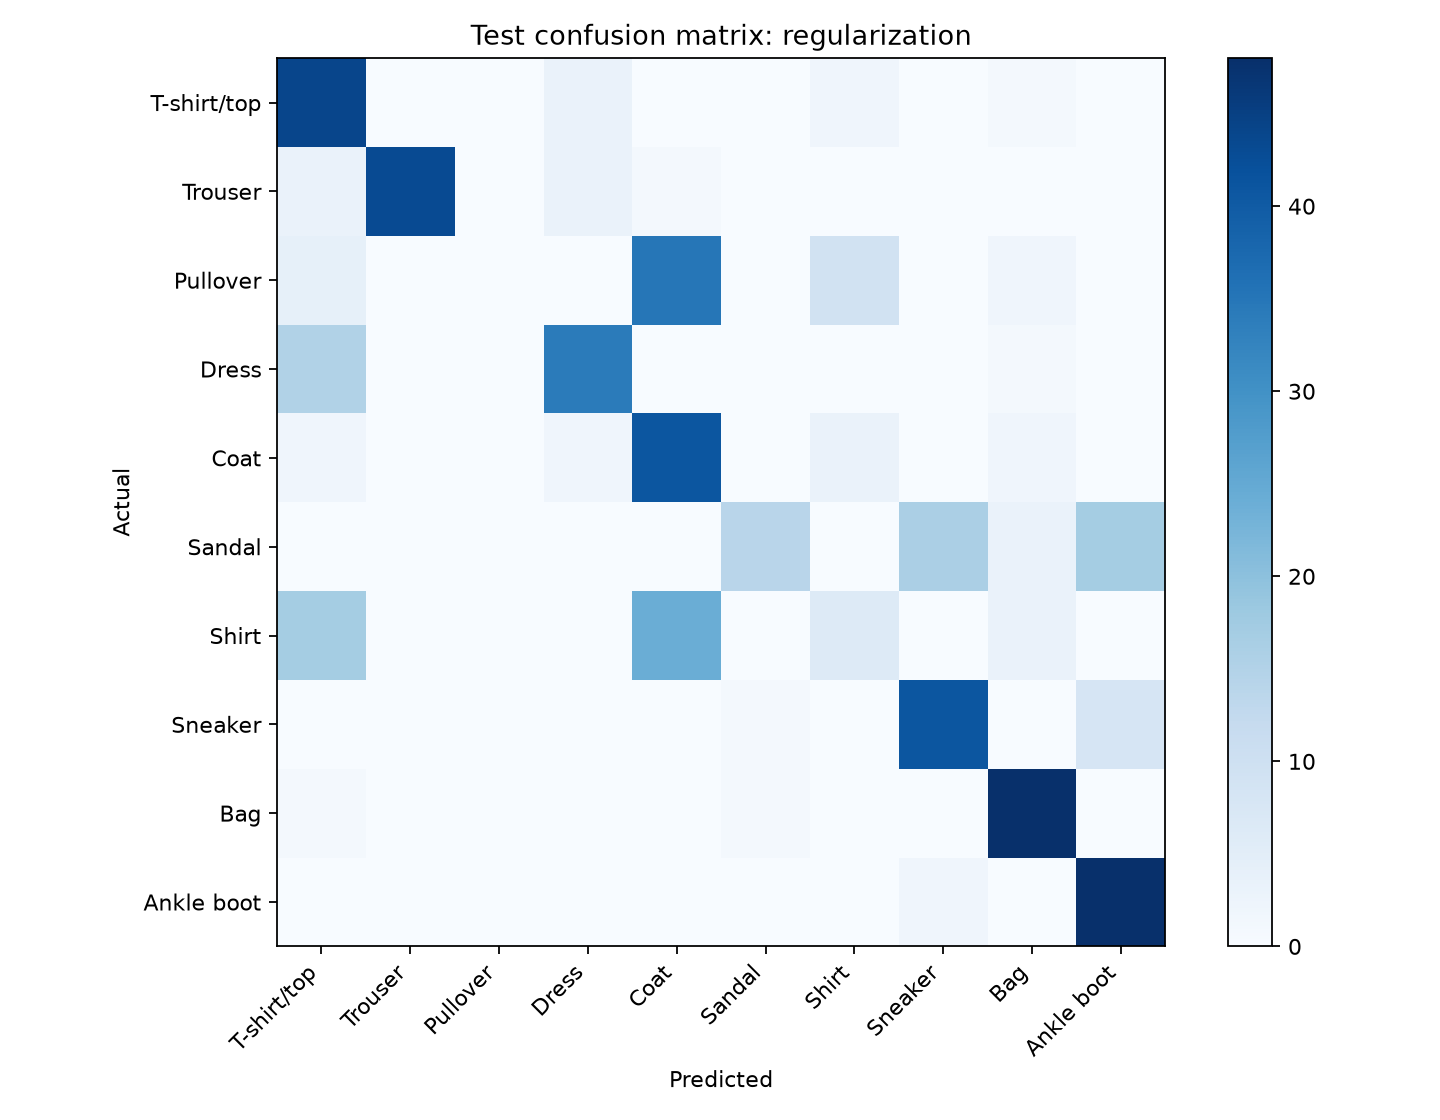 Test confusion matrix: regularization
T-shirt/top
Trouser
Pullover
Dress
Coat
Sandal
Shirt
Sneaker
Bag
Ankle boot
Actual
T-shirt/top
Trouser
Pullover
Dress
Coat
Sandal
Shirt
Sneaker
Bag
Ankle boot
Predicted
40
30
20
10
0